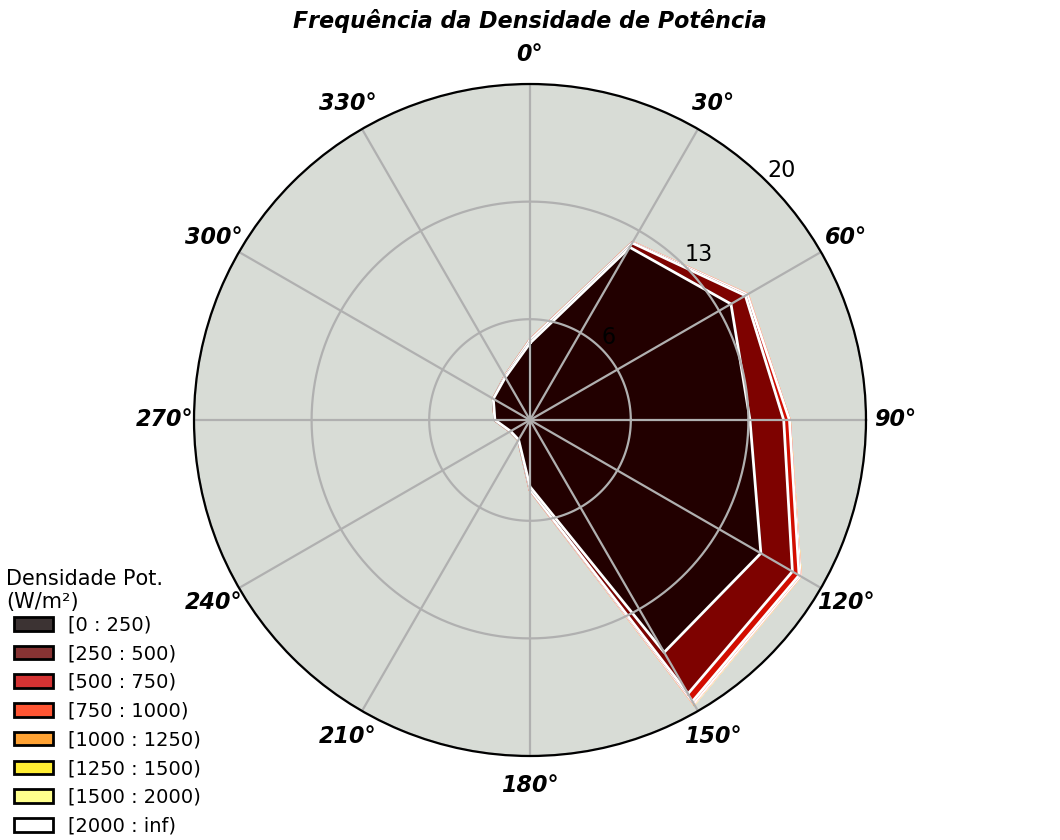 Frequência da Densidade de Potência
0°
330°
30°
20
300°
60°
13
6
270°
90°
240°
120°
210°
150°
180°
Densidade Pot.
(W/m²)
[0 : 250)
[250 : 500)
[500 : 750)
[750 : 1000)
[1000 : 1250)
[1250 : 1500)
[1500 : 2000)
[2000 : inf)